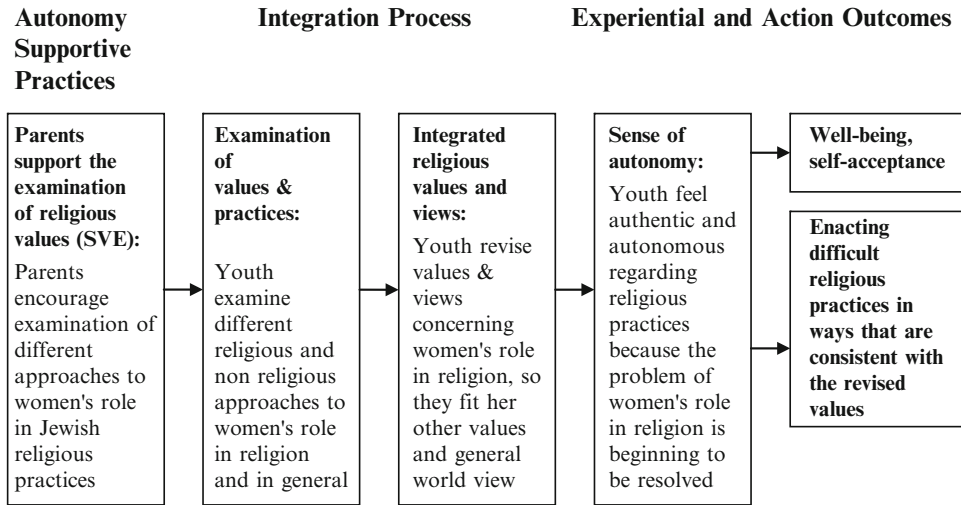 Autonomy
Supportive
Practices
Integration Process
Experiential and Action Outcomes
Parents
support the
examination
of religious
values (SVE):
Parents
encourage
examination of
different
approaches to
women's role
in Jewish
religious
practices
Examination
of
values &
practices:
Youth
examine
different
religious and
non religious
approaches to
women's role
in religion
and in general
Integrated
religious
values and
views:
Youth revise
values &
views
concerning
women's role
in religion, so
they fit her
other values
and general
world view
Sense of
autonomy:
Youth feel
authentic and
autonomous
regarding
religious
practices
because the
problem of
women's role
in religion is
beginning to
be resolved
Well-being,
self-acceptance
Enacting
difficult
religious
practices in
ways that are
consistent with
the revised
values